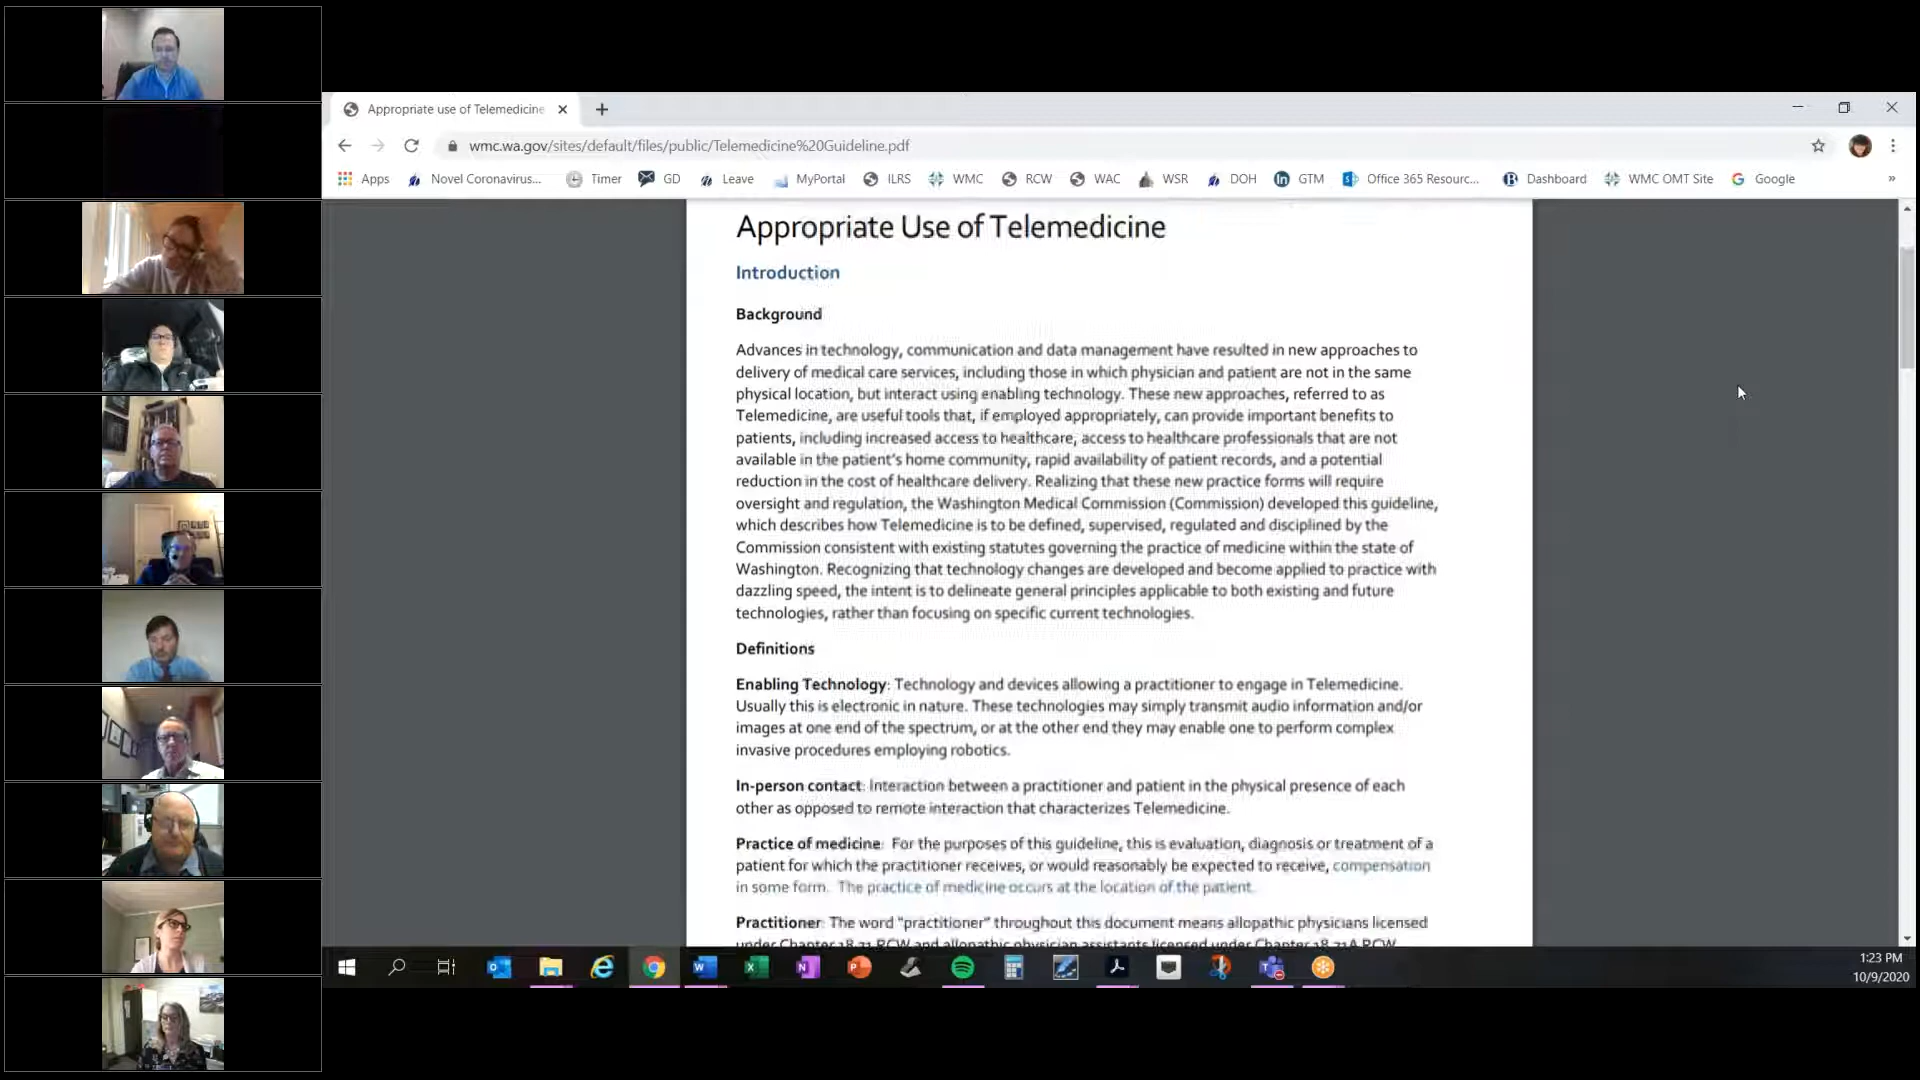 Appropriate use of Telemedicine
wmc.wa.gov/sites/default/files/public/Telemedicine%20Guideline.pdf
Apps Novel Coronavirus... Timer GD Leave MyPortal ILRS WMC RCW WAC WSR DOH GTM Office 365 Resourc... Dashboard WMC OMT Site Google »
Appropriate Use of Telemedicine
Introduction
Background
Advances in technology, communication and data management have resulted in new approaches to
delivery of medical care services, including those in which physician and patient are not in the same
physical location, but interact using enabling technology. These new approaches, referred to as
Telemedicine, are useful tools that, if employed appropriately, can provide important benefits to
patients, including increased access to healthcare, access to healthcare professionals that are not
available in the patient's home community, rapid availability of patient records, and a potential
reduction in the cost of healthcare delivery. Realizing that these new practice forms will require
oversight and regulation, the Washington Medical Commission (Commission) developed this guideline,
which describes how Telemedicine is to be defined, supervised, regulated and disciplined by the
Commission consistent with existing statutes governing the practice of medicine within the state of
Washington. Recognizing that technology changes are developed and become applied to practice with
dazzling speed, the intent is to delineate general principles applicable to both existing and future
technologies, rather than focusing on specific current technologies.
Definitions
Enabling Technology: Technology and devices allowing a practitioner to engage in Telemedicine.
Usually this is electronic in nature. These technologies may simply transmit audio information and/or
images at one end of the spectrum, or at the other end they may enable one to perform complex
invasive procedures employing robotics.
In-person contact: Interaction between a practitioner and patient in the physical presence of each
other as opposed to remote interaction that characterizes Telemedicine.
Practice of medicine: For the purposes of this guideline, this is evaluation, diagnosis or treatment of a
patient for which the practitioner receives, or would reasonably be expected to receive, compensation
in some form. The practice of medicine occurs at the location of the patient.
Practitioner: The word "practitioner" throughout this document means allopathic physicians licensed
under Chapter 18.71 RCW and allopathic physician assistants licensed under Chapter 18.71A RCW
1:23 PM
10/9/2020